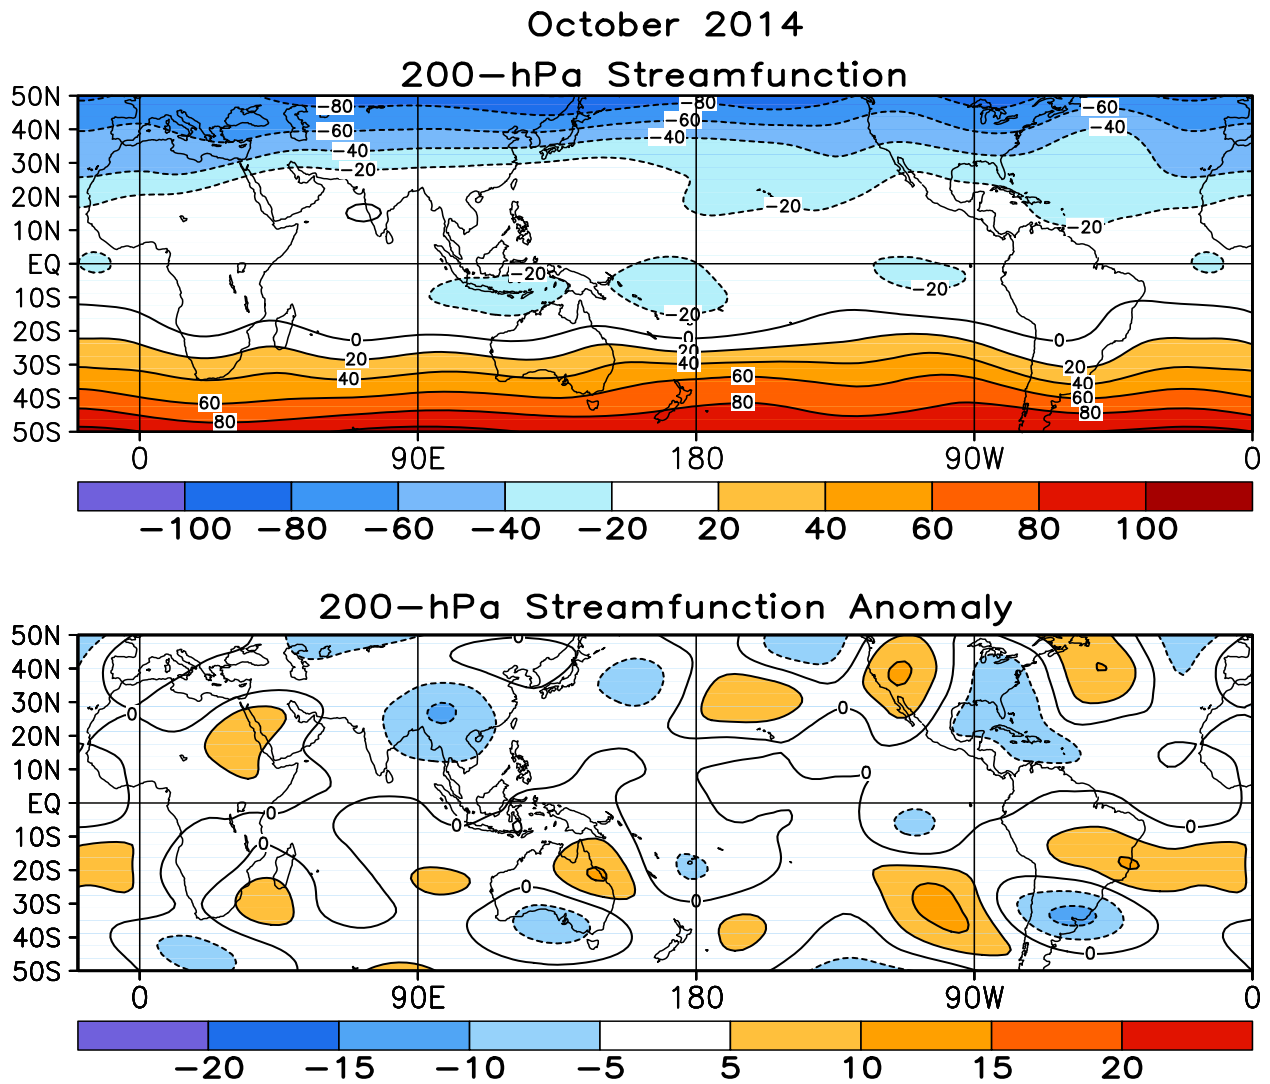 October 2014
200-hPa Streamfunction
50N
40N
30N
20N
10N
EQ
10S
20S
30S
40S
50S
-80
-60
-40
-20
-80
-60
-40
-20
-60
-40
-20
-20
-20
-20
0
20
40
60
80
0
20
40
60
80
0
20
40
60
80
0 90E 180 90W 0
-100 -80 -60 -40 -20 20 40 60 80 100
200-hPa Streamfunction Anomaly
50N
40N
30N
20N
10N
EQ
10S
20S
30S
40S
50S
0
0
0
0
0
0
0
0
0
0
0
0 90E 180 90W 0
-20 -15 -10 -5 5 10 15 20